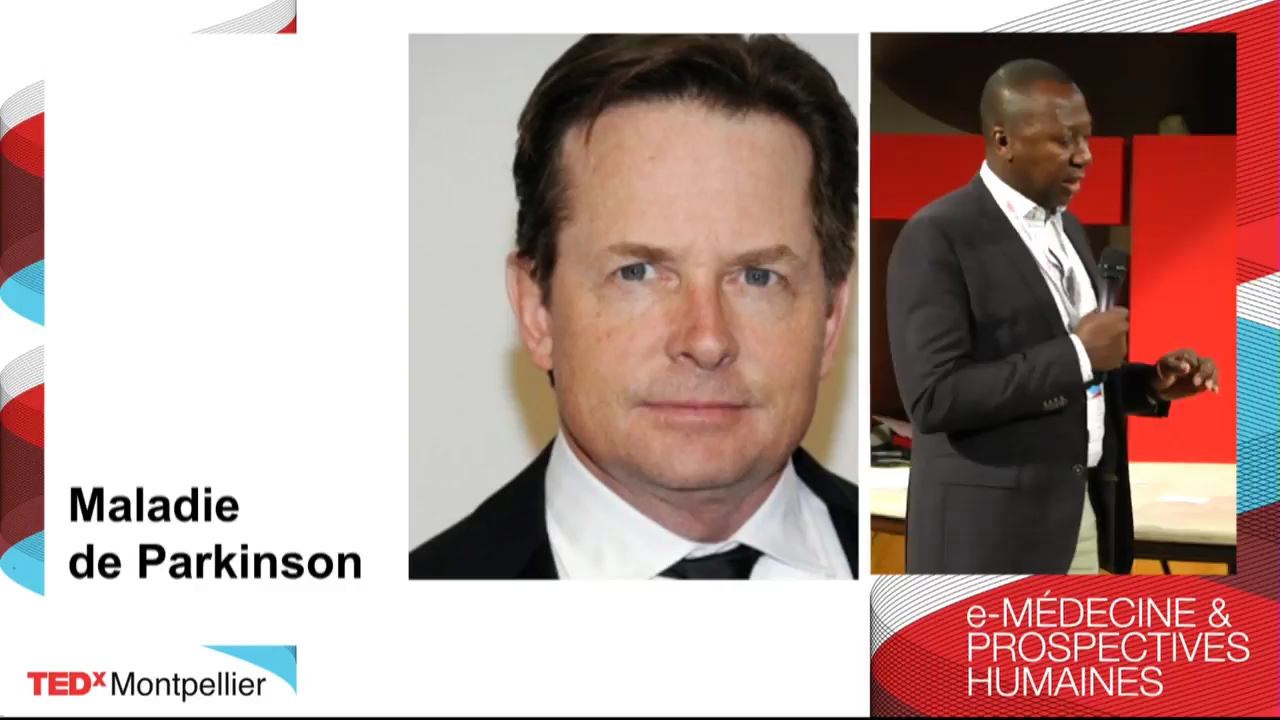 Maladie
de Parkinson
TEDx Montpellier
e-MÉDECINE &
PROSPECTIVES
HUMAINES